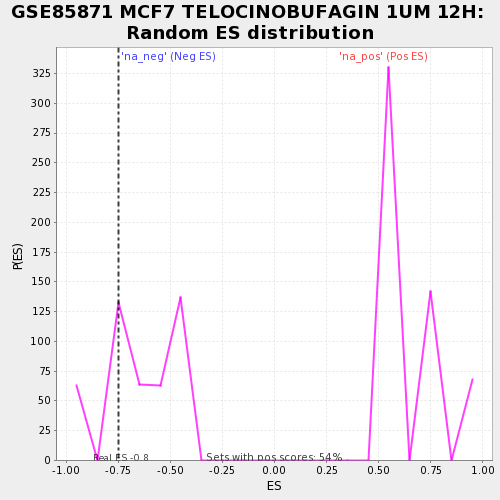 GSE85871 MCF7 TELOCINOBUFAGIN 1UM 12H:
Random ES distribution
'na_neg' (Neg ES)
'na_pos' (Pos ES)
325
300
275
250
225
200
175
150
125
100
75
50
25
0
P(ES)
Real ES -0.8
Sets with pos scores: 54%
-1.00
-0.75
-0.50
-0.25
0.00
0.25
0.50
0.75
1.00
ES